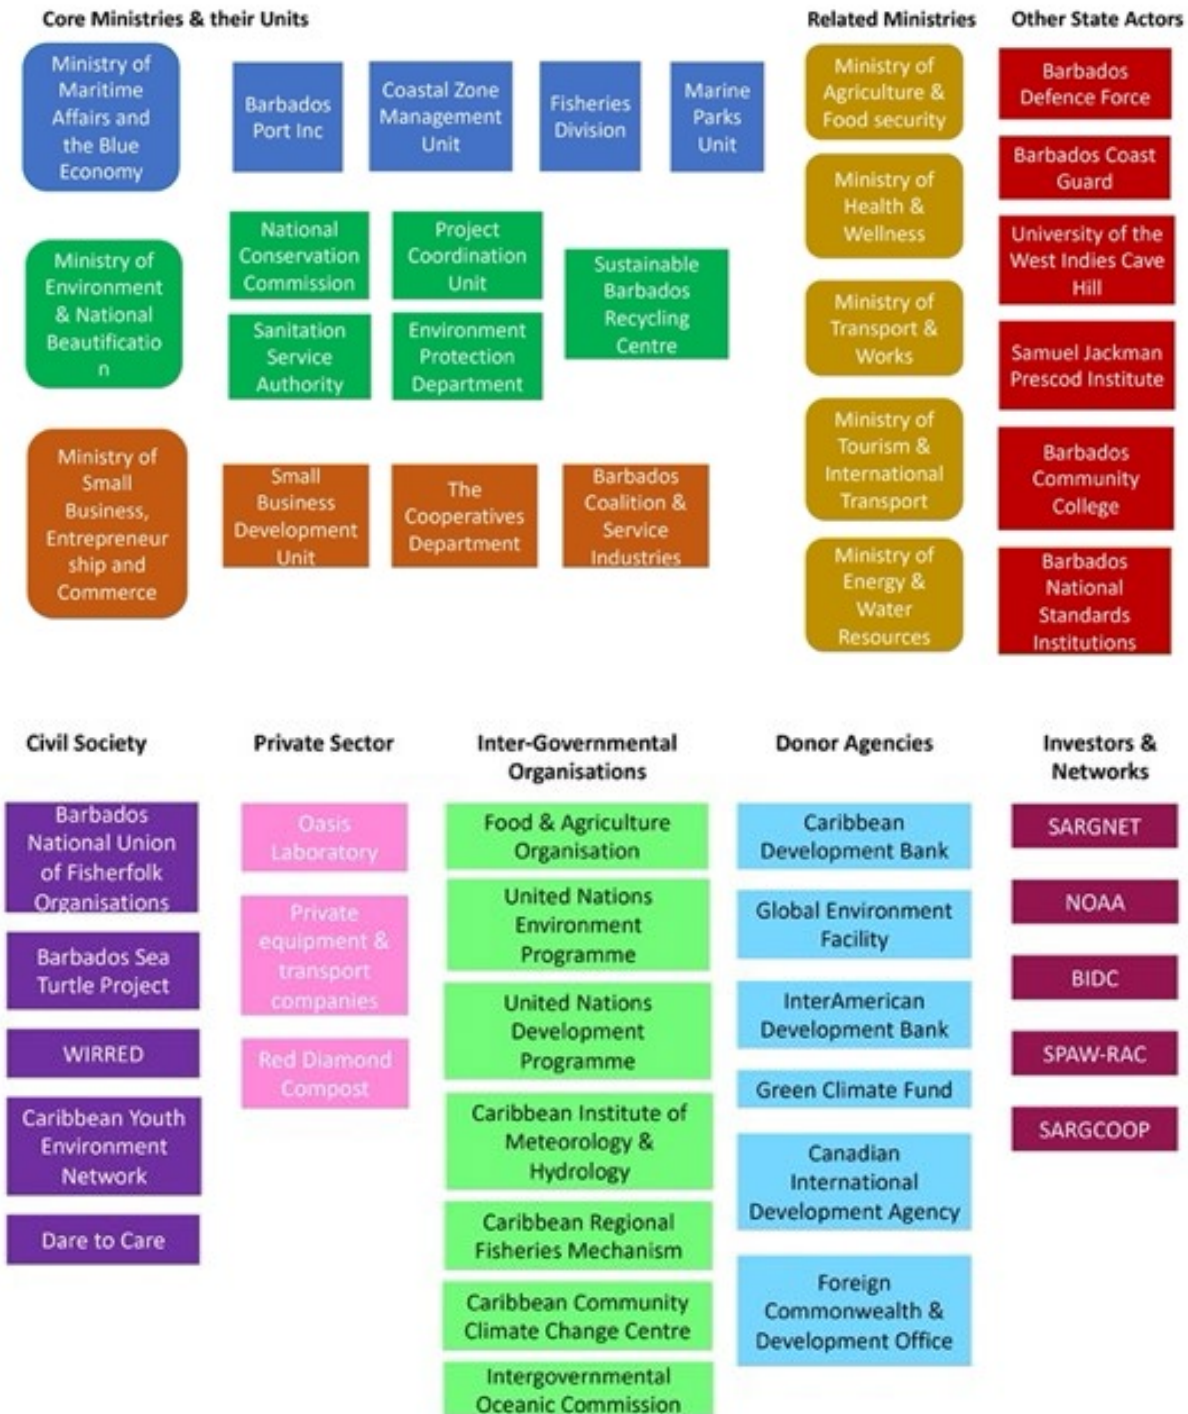 Core Ministries & their Units
Ministry of
Maritime
Affairs and
the Blue
Economy
Barbados
Port Inc
Coastal Zone
Management
Unit
Fisheries
Division
Marine
Parks
Unit
Ministry of
Environment
& National
Beautificatio
n
National
Conservation
Commission
Project
Coordination
Unit
Sanitation
Service
Authority
Environment
Protection
Department
Sustainable
Barbados
Recycling
Centre
Ministry of
Small
Business,
Entrepreneur
ship and
Commerce
Small
Business
Development
Unit
The
Cooperatives
Department
Barbados
Coalition &
Service
Industries
Related Ministries
Ministry of
Agriculture &
Food security
Ministry of
Health &
Wellness
Ministry of
Transport &
Works
Ministry of
Tourism &
International
Transport
Ministry of
Energy &
Water
Resources
Other State Actors
Barbados
Defence Force
Barbados Coast
Guard
University of the
West Indies Cave
Hill
Samuel Jackman
Prescod Institute
Barbados
Community
College
Barbados
National
Standards
Institutions
Civil Society
Barbados
National Union
of Fisherfolk
Organisations
Barbados Sea
Turtle Project
WIRRED
Caribbean Youth
Environment
Network
Dare to Care
Private Sector
Oasis
Laboratory
Private
equipment &
transport
companies
Red Diamond
Compost
Inter-Governmental
Organisations
Food & Agriculture
Organisation
United Nations
Environment
Programme
United Nations
Development
Programme
Caribbean Institute of
Meteorology &
Hydrology
Caribbean Regional
Fisheries Mechanism
Caribbean Community
Climate Change Centre
Intergovernmental
Oceanic Commission
Donor Agencies
Caribbean
Development Bank
Global Environment
Facility
InterAmerican
Development Bank
Green Climate Fund
Canadian
International
Development Agency
Foreign
Commonwealth &
Development Office
Investors &
Networks
SARGNET
NOAA
BIDC
SPAW-RAC
SARGCOOP